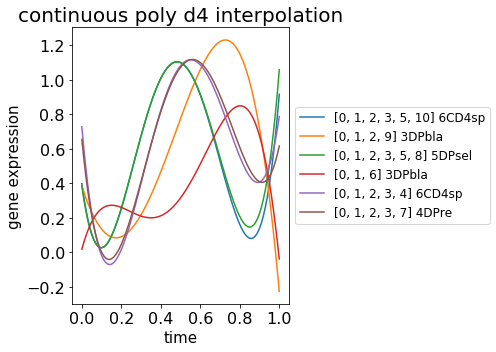 continuous poly d4 interpolation
gene expression
1.2
1.0
0.8
0.6
0.4
0.2
0.0
−0.2
0.0 0.2 0.4 0.6 0.8 1.0
time
[0, 1, 2, 3, 5, 10] 6CD4sp
[0, 1, 2, 9] 3DPbla
[0, 1, 2, 3, 5, 8] 5DPsel
[0, 1, 6] 3DPbla
[0, 1, 2, 3, 4] 6CD4sp
[0, 1, 2, 3, 7] 4DPre